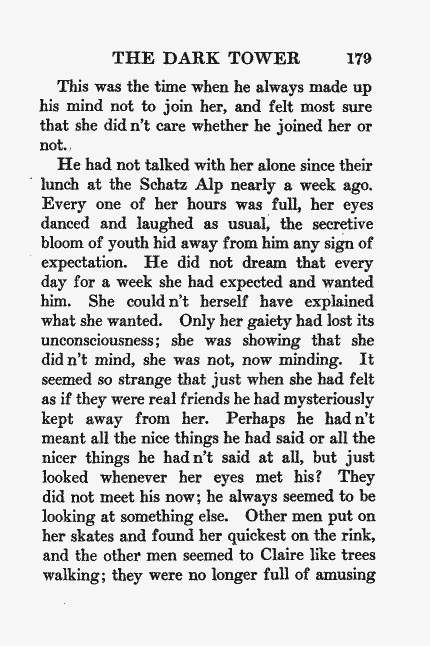 THE DARK TOWER 179
This was the time when he always made up
his mind not to join her, and felt most sure
that she didn't care whether he joined her or
not.
He had not talked with her alone since their
lunch at the Schatz Alp nearly a week ago.
Every one of her hours was full, her eyes
danced and laughed as usual, the secretive
bloom of youth hid away from him any sign of
expectation. He did not dream that every
day for a week she had expected and wanted
him. She couldn't herself have explained
what she wanted. Only her gaiety had lost its
unconsciousness; she was showing that she
didn't mind, she was not, now minding. It
seemed so strange that just when she had felt
as if they were real friends he had mysteriously
kept away from her. Perhaps he hadn't
meant all the nice things he had said or all the
nicer things he hadn't said at all, but just
looked whenever her eyes met his? They
did not meet his now; he always seemed to be
looking at something else. Other men put on
her skates and found her quickest on the rink,
and the other men seemed to Claire like trees
walking; they were no longer full of amusing